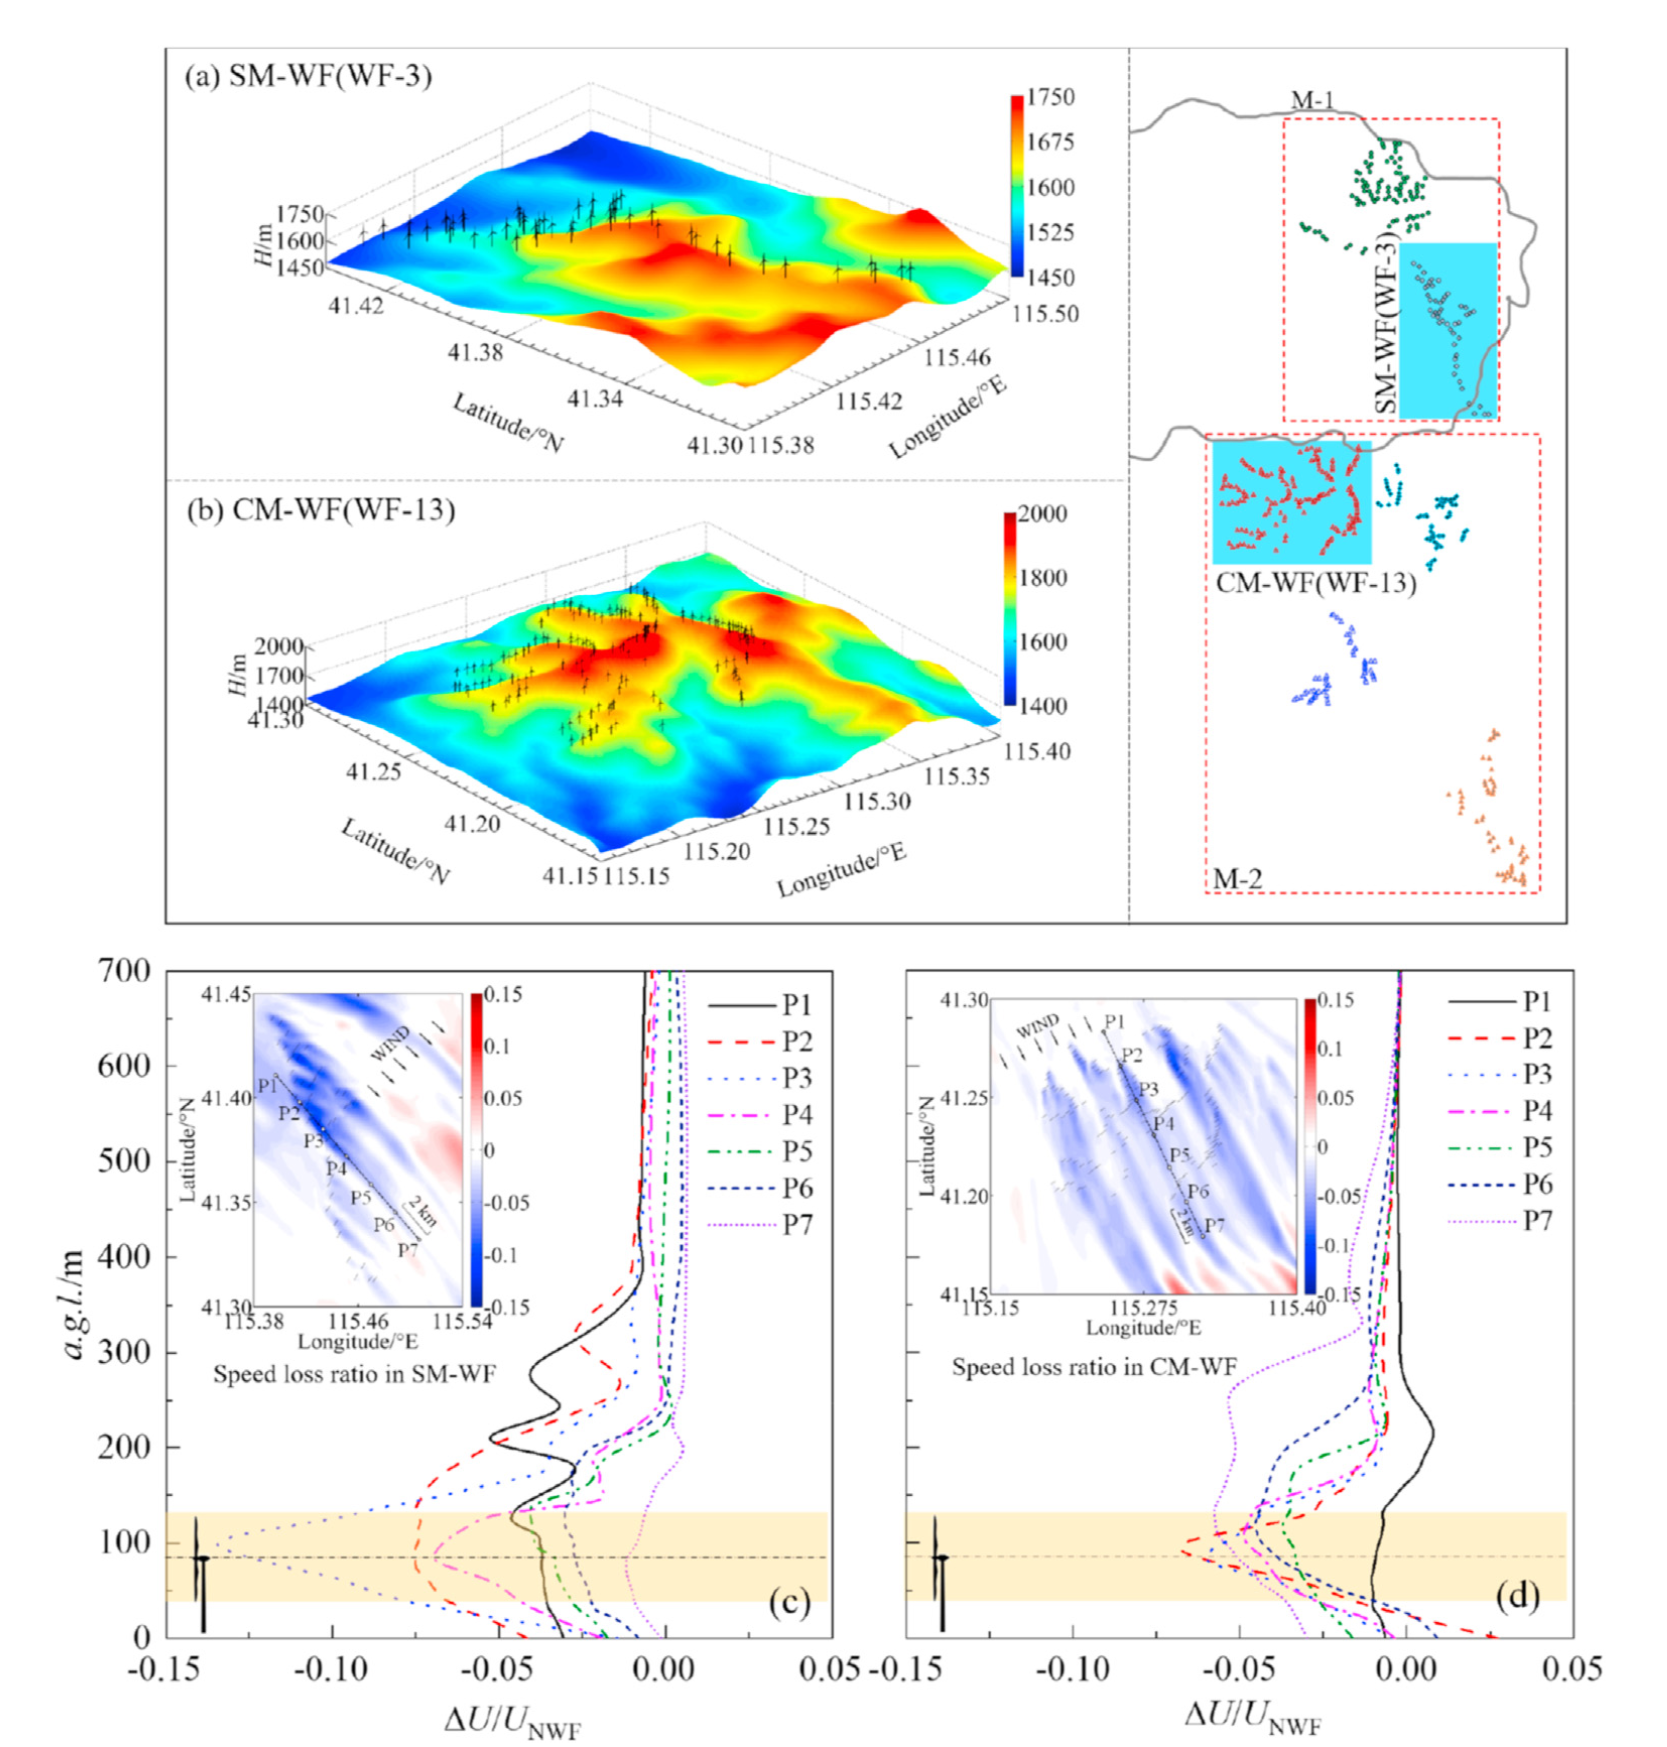 (a) SM-WF(WF-3)
1750
1675
1600
1525
1450
1750
1600
1450
H/m
41.42
41.38
41.34
41.30
Latitude/°N
115.38
115.42
115.46
115.50
Longitude/°E
M-1
SM-WF(WF-3)
CM-WF(WF-13)
M-2
(b) CM-WF(WF-13)
2000
1800
1600
1400
2000
1700
1400
H/m
41.30
41.25
41.20
41.15
Latitude/°N
115.15
115.20
115.25
115.30
115.35
115.40
Longitude/°E
700
600
500
400
300
200
100
0
a.g.l./m
41.45
41.40
41.35
41.30
Latitude/°N
115.38
115.46
115.54
Longitude/°E
WIND
P1
P2
P3
P4
P5
P6
P7
2 km
0.15
0.1
0.05
0
-0.05
-0.1
-0.15
Speed loss ratio in SM-WF
P1
P2
P3
P4
P5
P6
P7
(c)
-0.15
-0.10
-0.05
0.00
0.05
ΔU/UNWF
41.30
41.25
41.20
41.15
Latitude/°N
115.15
115.275
115.40
Longitude/°E
WIND
P1
P2
P3
P4
P5
P6
P7
2 km
0.15
0.1
0.05
0
-0.05
-0.1
-0.15
Speed loss ratio in CM-WF
P1
P2
P3
P4
P5
P6
P7
(d)
-0.15
-0.10
-0.05
0.00
0.05
ΔU/UNWF